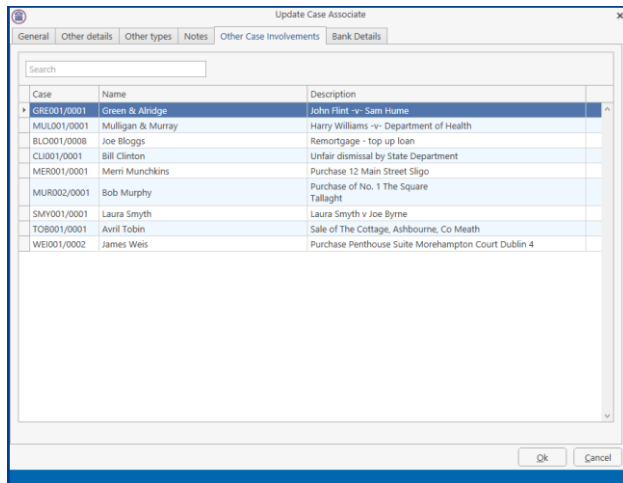 Update Case Associate
General Other details Other types Notes Other Case Involvements Bank Details
Search
Case Name Description
GRE001/0001 Green & Alridge John Flint -v- Sam Hume
MUL001/0001 Mulligan & Murray Harry Williams -v- Department of Health
BLO001/0008 Joe Bloggs Remortgage - top up loan
CLI001/0001 Bill Clinton Unfair dismissal by State Department
MER001/0001 Merri Munchkins Purchase 12 Main Street Sligo
MUR002/0001 Bob Murphy Purchase of No. 1 The Square
Tallaght
SMY001/0001 Laura Smyth Laura Smyth v Joe Byrne
TOB001/0001 Avril Tobin Sale of The Cottage, Ashbourne, Co Meath
WEI001/0002 James Weis Purchase Penthouse Suite Morehampton Court Dublin 4
Ok Cancel